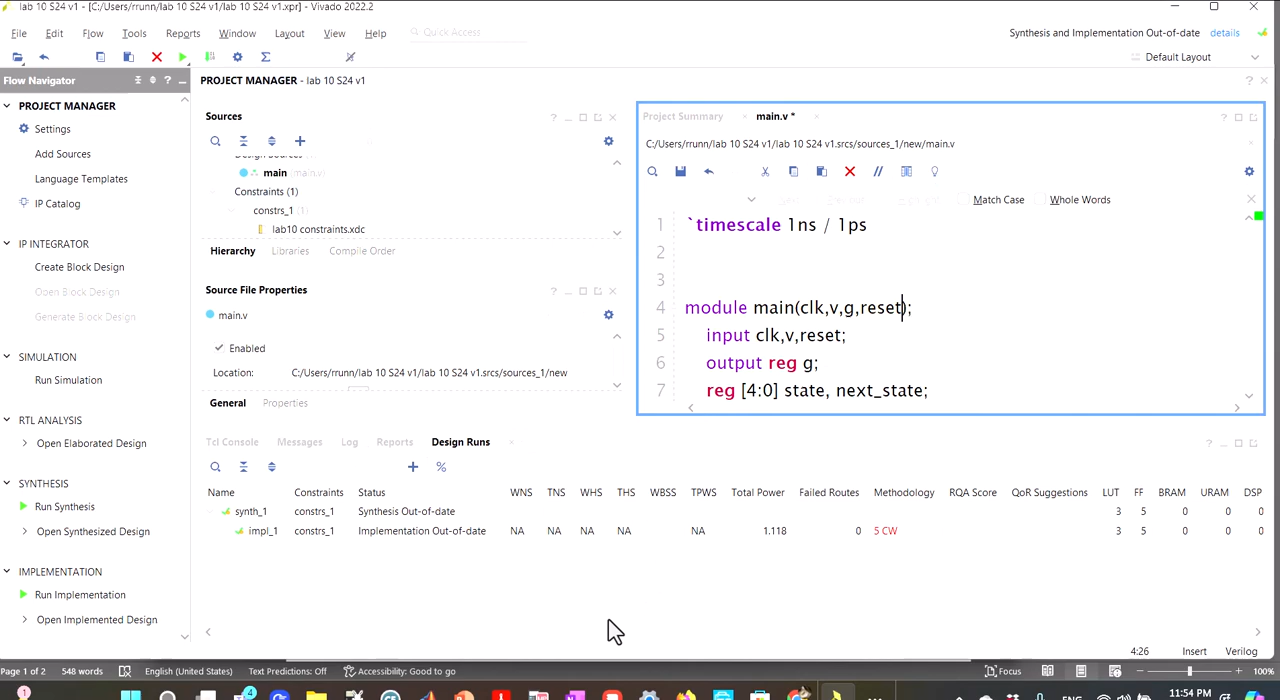 lab 10 S24 v1 - [C:/Users/rrunn/lab 10 S24 v1/lab 10 S24 v1.xpr] - Vivado 2022.2
File Edit Flow Tools Reports Window Layout View Help Quick Access
Synthesis and Implementation Out-of-date details
Default Layout
Flow Navigator
PROJECT MANAGER
Settings
Add Sources
Language Templates
IP Catalog
IP INTEGRATOR
Create Block Design
Open Block Design
Generate Block Design
SIMULATION
Run Simulation
RTL ANALYSIS
Open Elaborated Design
SYNTHESIS
Run Synthesis
Open Synthesized Design
IMPLEMENTATION
Run Implementation
Open Implemented Design
PROJECT MANAGER - lab 10 S24 v1
Sources
Design Sources
main (main.v)
Constraints (1)
constrs_1 (1)
lab10 constraints.xdc
Hierarchy Libraries Compile Order
Source File Properties
main.v
Enabled
Location: C:/Users/rrunn/lab 10 S24 v1/lab 10 S24 v1.srcs/sources_1/new
General Properties
Project Summary main.v *
C:/Users/rrunn/lab 10 S24 v1/lab 10 S24 v1.srcs/sources_1/new/main.v
Match Case Whole Words
1 `timescale 1ns / 1ps
2
3
4 module main(clk,v,g,reset);
5 input clk,v,reset;
6 output reg g;
7 reg [4:0] state, next_state;
Tcl Console Messages Log Reports Design Runs
Name Constraints Status WNS TNS WHS THS WBSS TPWS Total Power Failed Routes Methodology RQA Score QoR Suggestions LUT FF BRAM URAM DSP
synth_1 constrs_1 Synthesis Out-of-date 3 5 0 0 0
impl_1 constrs_1 Implementation Out-of-date NA NA NA NA NA 1.118 0 5 CW 3 5 0 0 0
4:26 Insert Verilog
Page 1 of 2 548 words English (United States) Text Predictions: Off Accessibility: Good to go Focus 100%
ENG 11:54 PM